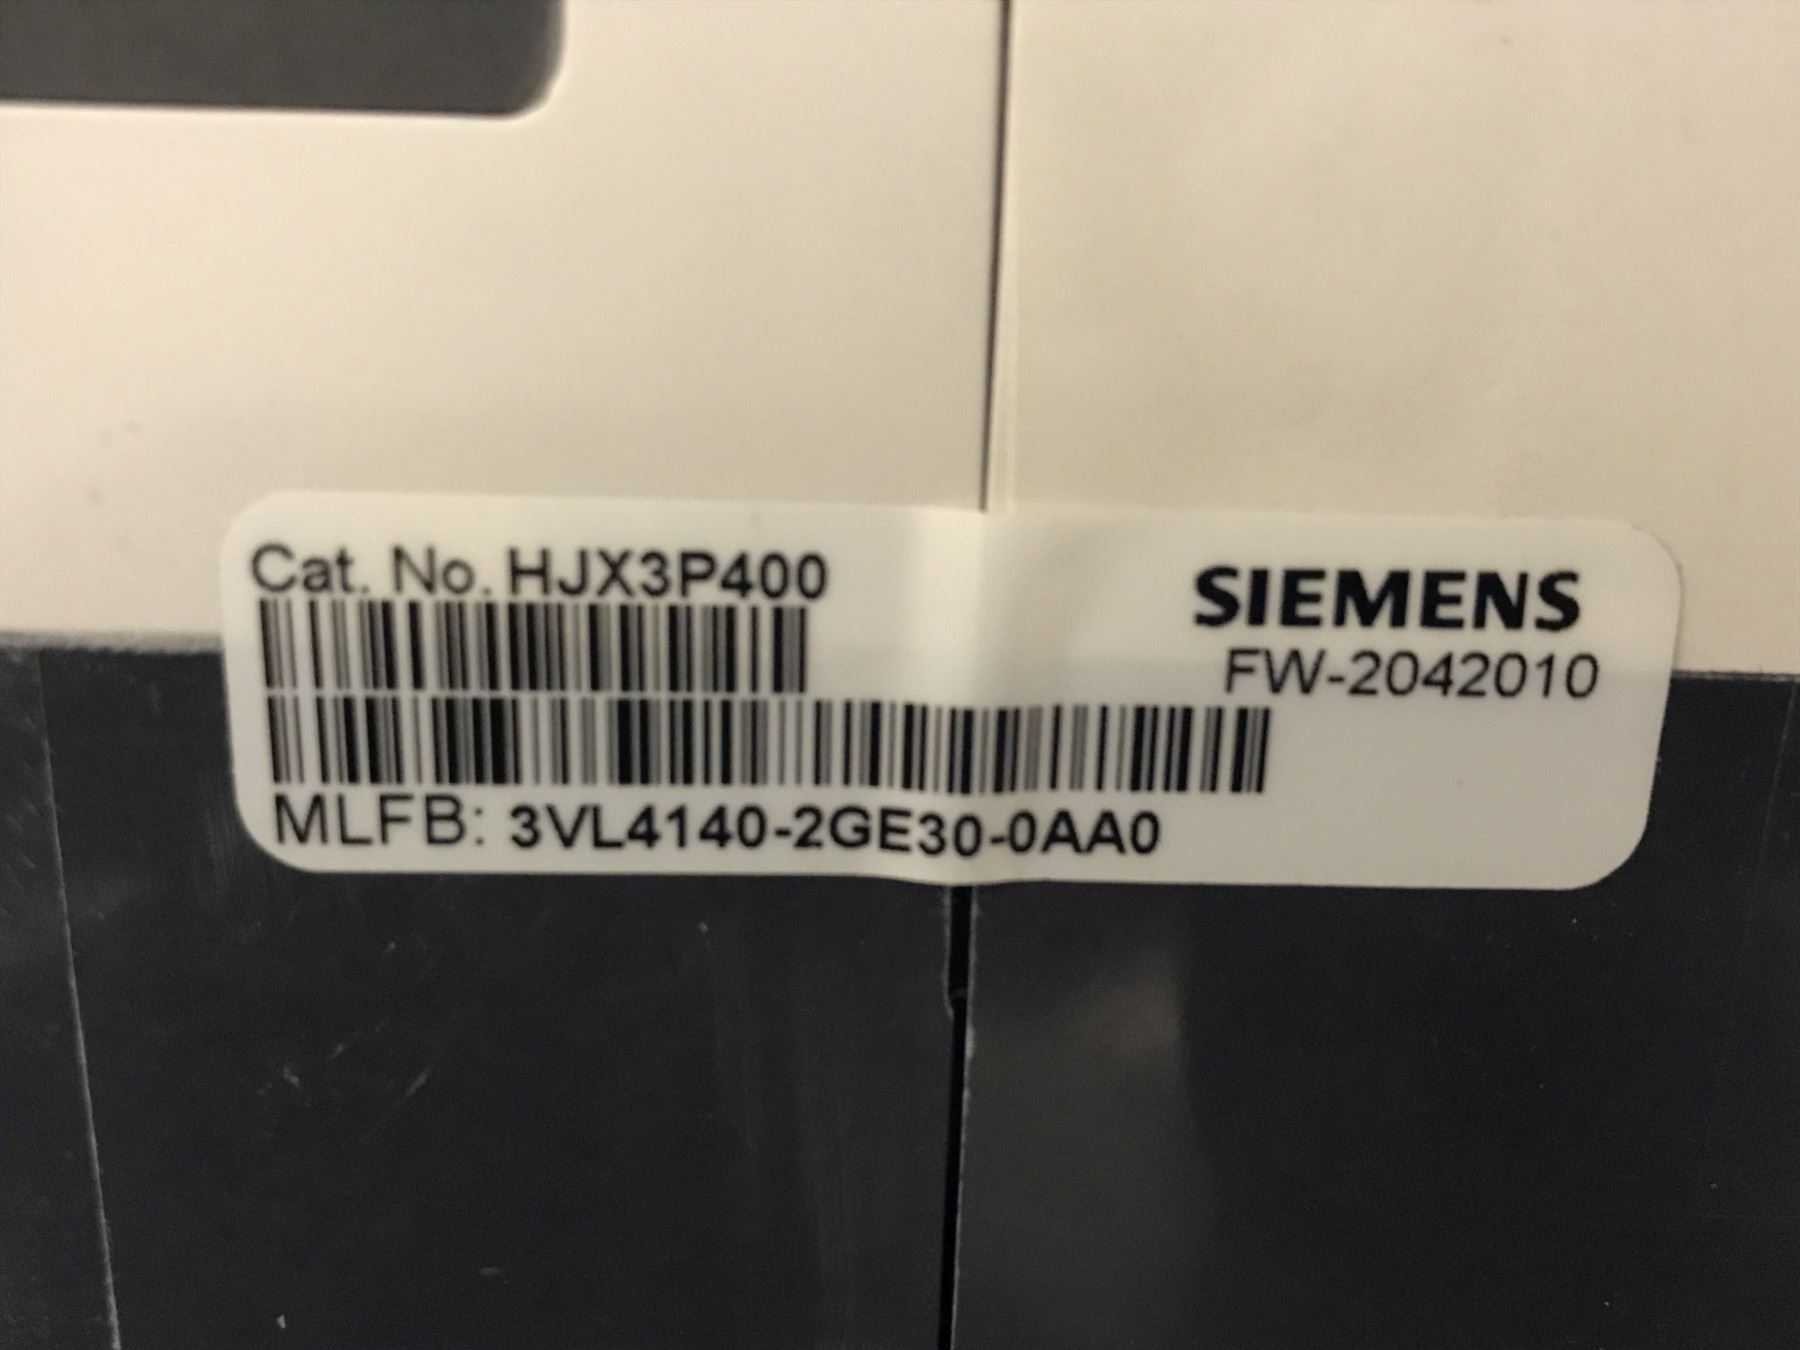 Cat. No. HJX3P400
SIEMENS
FW-2042010
MLFB: 3VL4140-2GE30-0AA0